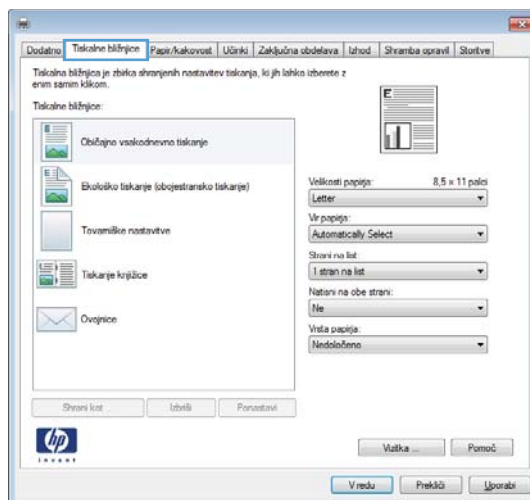 Dodatno Tiskalne bližnjice Papir/kakovost Učinki Zaključna obdelava Izhod Shramba opravil Storitve
Tiskalna bližnjica je zbirka shranjenih nastavitev tiskanja, ki jih lahko izberete z
enim samim klikom.
Tiskalne bližnjice:
E
Običajno vsakodnevno tiskanje
Ekološko tiskanje (obojestransko tiskanje)
Tovarniške nastavitve
Tiskanje knjižice
Ovojnice
Velikosti papirja: 8,5 × 11 palci
Letter
Vir papirja:
Automatically Select
Strani na list:
1 stran na list
Natisni na obe strani:
Ne
Vrsta papirja:
Nedoločeno
Shrani kot ... Izbriši Ponastavi
hp
invent
Vizitka ... Pomoč
V redu Prekliči Uporabi